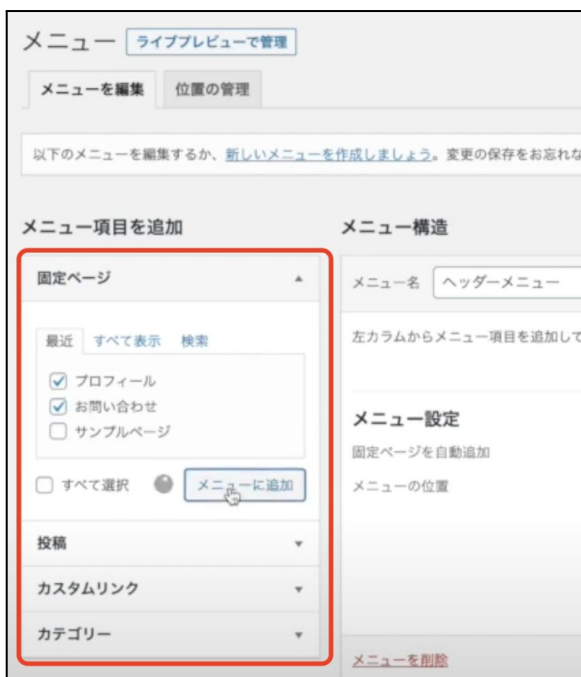 メニュー ライブプレビューで管理
メニューを編集 位置の管理
以下のメニューを編集するか、新しいメニューを作成しましょう。変更の保存をお忘れな
メニュー項目を追加
固定ページ
最近 すべて表示 検索
プロフィール
お問い合わせ
サンプルページ
すべて選択 メニューに追加
投稿
カスタムリンク
カテゴリー
メニュー構造
メニュー名 ヘッダーメニュー
左カラムからメニュー項目を追加して
メニュー設定
固定ページを自動追加
メニューの位置
メニューを削除